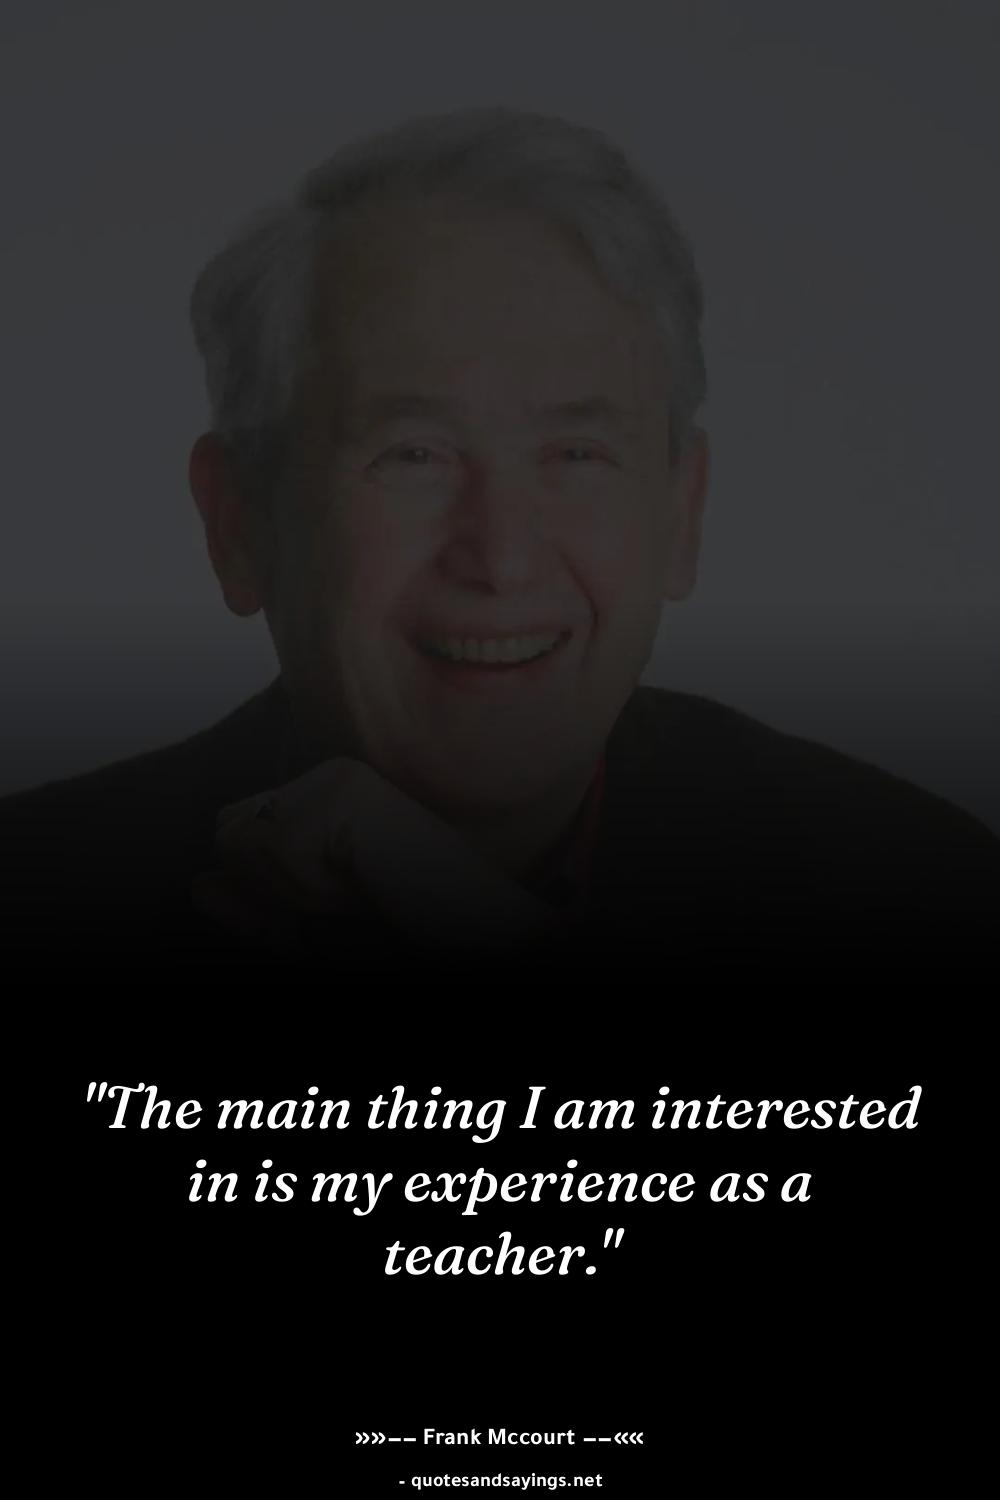 "The main thing I am interested
in is my experience as a
teacher."
»»−− Frank Mccourt −−««
- quotesandsayings.net